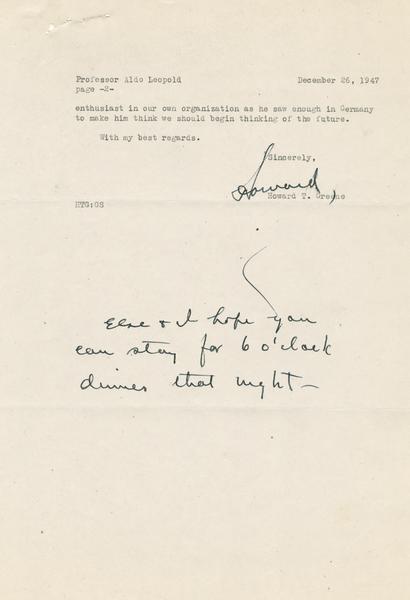 Professor Aldo Leopold December 26, 1947
page -2-
enthusiast in our own organization as he saw enough in Germany
to make him think we should begin thinking of the future.
With my best regards.
Sincerely,
Howard
Howard T. Greene
HTG:GS
Else & I hope you
can stay for 6 o'clock
dinner that night —